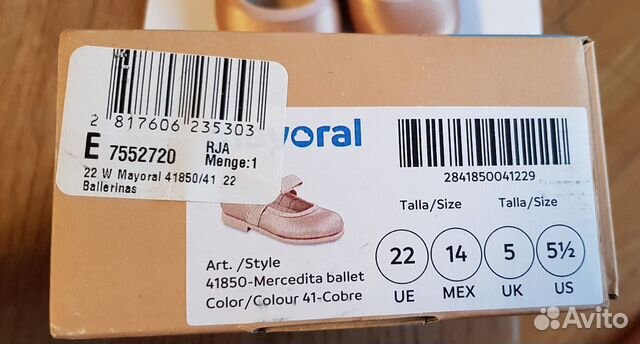 2 817606 235303
E 7552720
RJA
Menge:1
22 W Mayoral 41850/41 22
Ballerinas
yoral
2841850041229
Talla/Size Talla/Size
22 14 5 5½
UE MEX UK US
Art. /Style
41850-Mercedita ballet
Color/Colour 41-Cobre
Avito